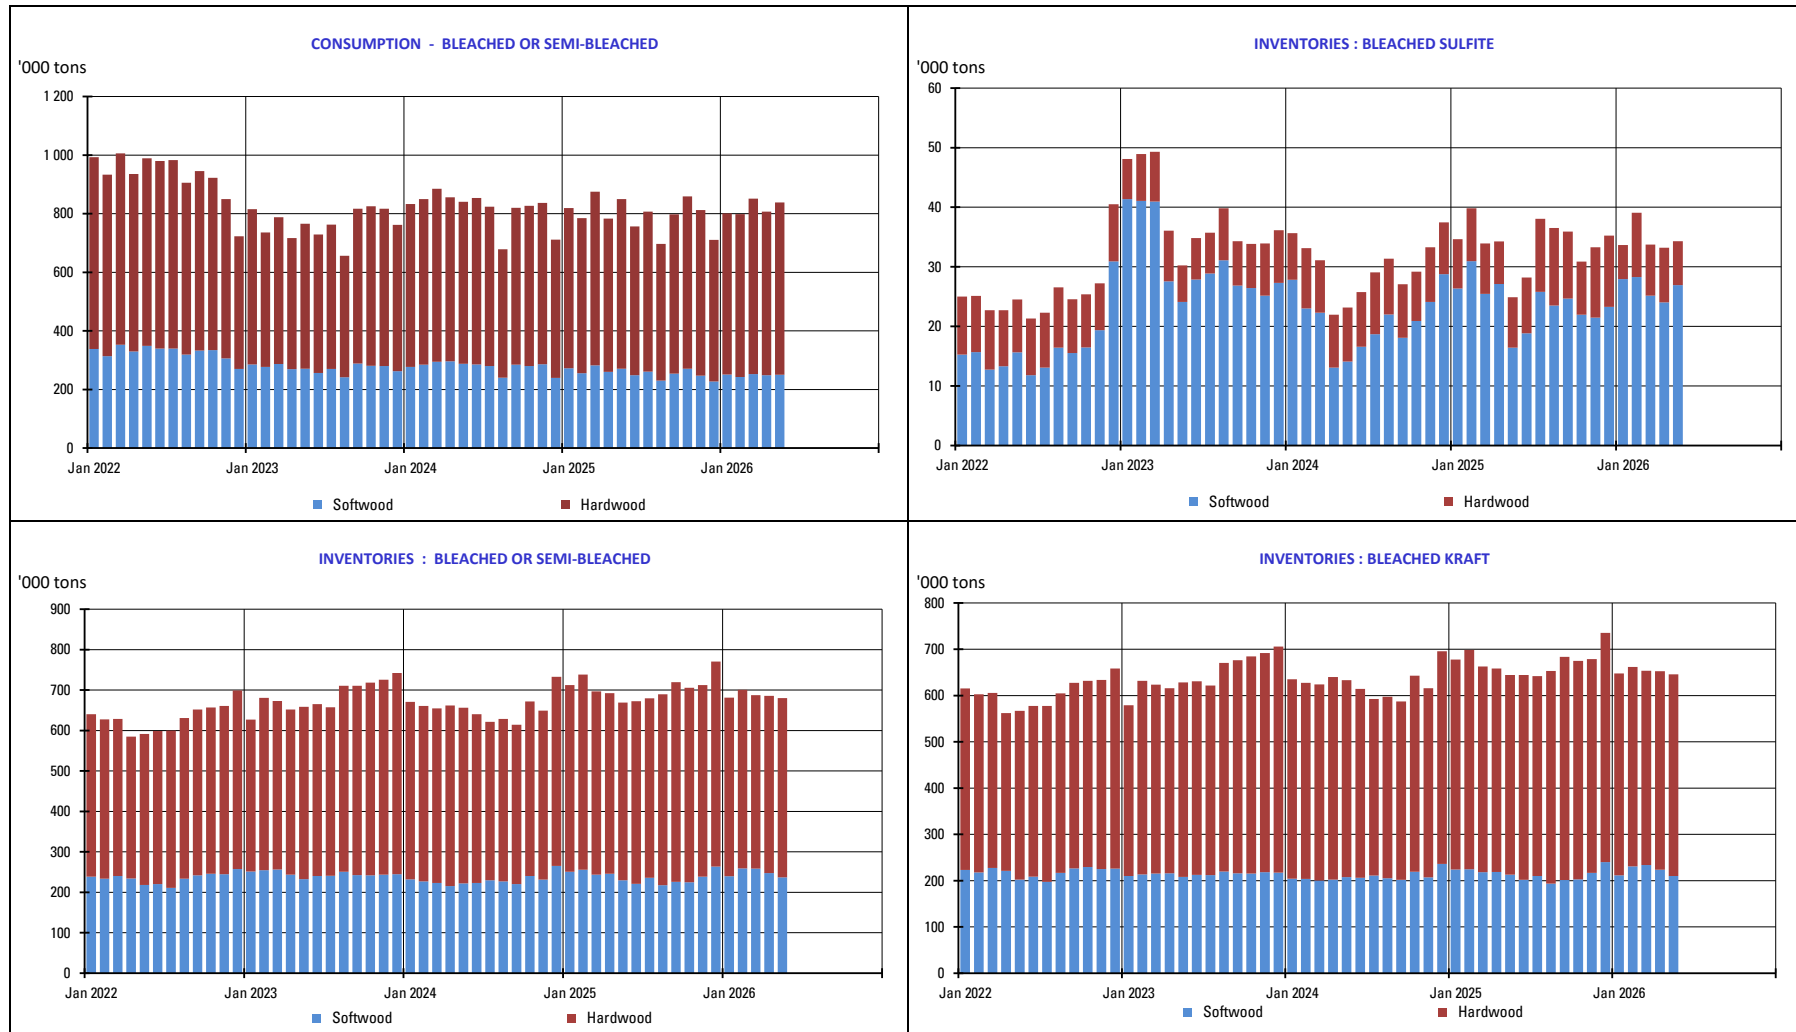 CONSUMPTION - BLEACHED OR SEMI-BLEACHED
'000 tons
1 200
1 000
800
600
400
200
0
Jan 2022 Jan 2023 Jan 2024 Jan 2025 Jan 2026
Softwood Hardwood
INVENTORIES : BLEACHED SULFITE
'000 tons
60
50
40
30
20
10
0
Jan 2022 Jan 2023 Jan 2024 Jan 2025 Jan 2026
Softwood Hardwood
INVENTORIES : BLEACHED OR SEMI-BLEACHED
'000 tons
900
800
700
600
500
400
300
200
100
0
Jan 2022 Jan 2023 Jan 2024 Jan 2025 Jan 2026
Softwood Hardwood
INVENTORIES : BLEACHED KRAFT
'000 tons
800
700
600
500
400
300
200
100
0
Jan 2022 Jan 2023 Jan 2024 Jan 2025 Jan 2026
Softwood Hardwood